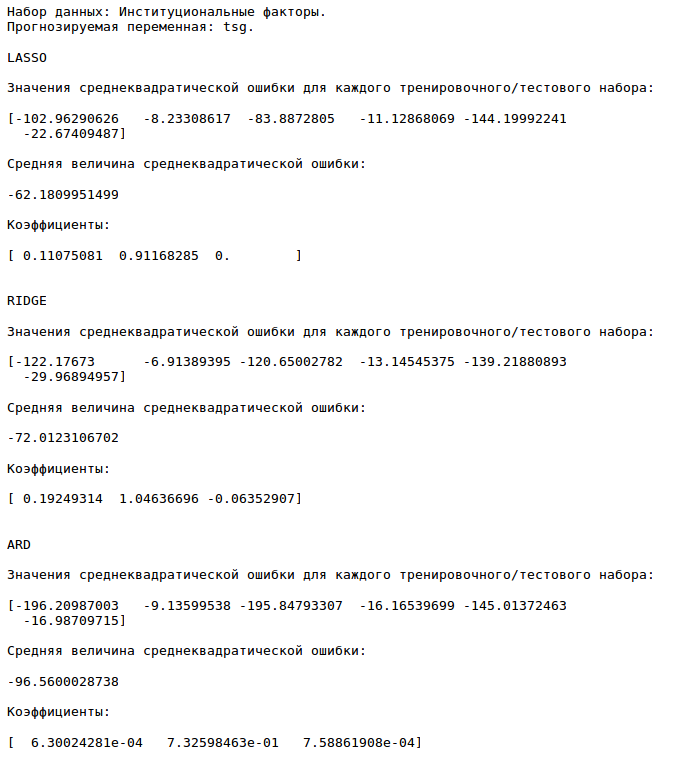 Набор данных: Институциональные факторы.
Прогнозируемая переменная: tsg.
LASSO
Значения среднеквадратической ошибки для каждого тренировочного/тестового набора:
[-102.96290626   -8.23308617  -83.8872805   -11.12868069 -144.19992241
  -22.67409487]
Средняя величина среднеквадратической ошибки:
-62.1809951499
Коэффициенты:
[ 0.11075081  0.91168285  0.        ]
RIDGE
Значения среднеквадратической ошибки для каждого тренировочного/тестового набора:
[-122.17673      -6.91389395 -120.65002782  -13.14545375 -139.21880893
  -29.96894957]
Средняя величина среднеквадратической ошибки:
-72.0123106702
Коэффициенты:
[ 0.19249314  1.04636696 -0.06352907]
ARD
Значения среднеквадратической ошибки для каждого тренировочного/тестового набора:
[-196.20987003   -9.13599538 -195.84793307  -16.16539699 -145.01372463
  -16.98709715]
Средняя величина среднеквадратической ошибки:
-96.5600028738
Коэффициенты:
[  6.30024281e-04   7.32598463e-01   7.58861908e-04]